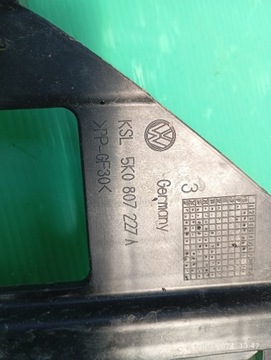 KSL 5K0 807 227 A
>PP-GF30<
Germany
3